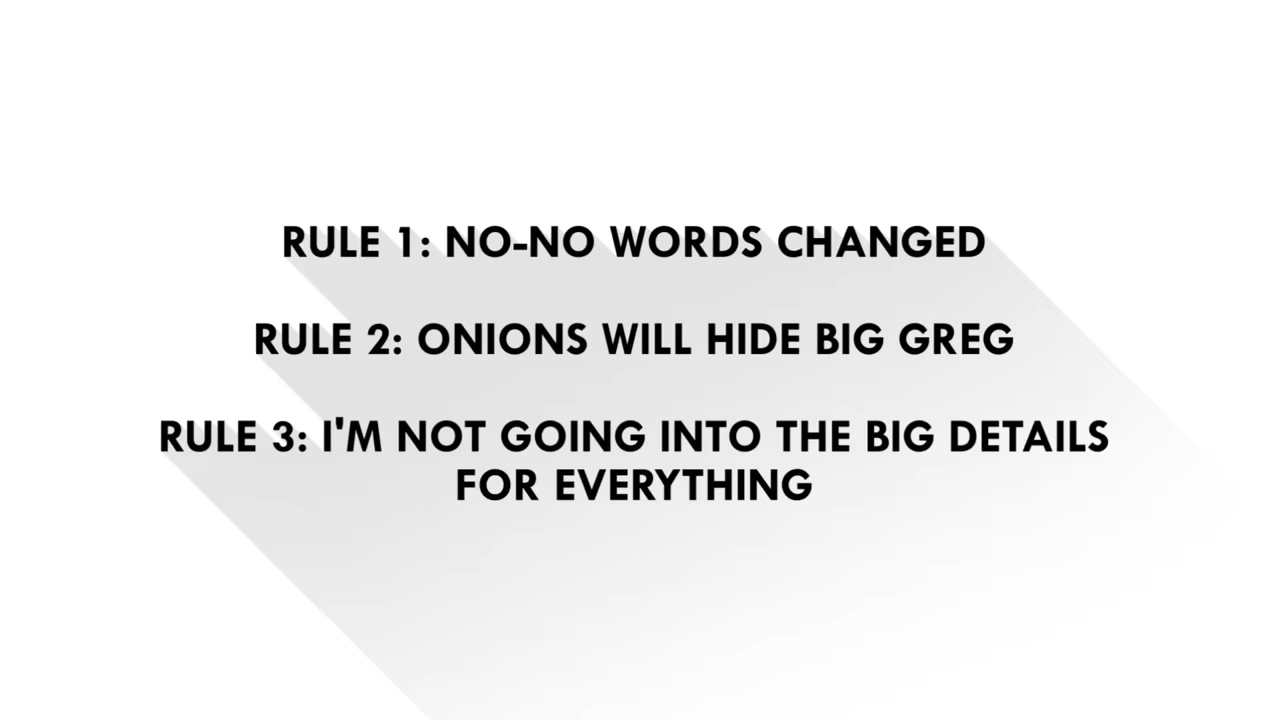 RULE 1: NO-NO WORDS CHANGED
RULE 2: ONIONS WILL HIDE BIG GREG
RULE 3: I'M NOT GOING INTO THE BIG DETAILS
FOR EVERYTHING